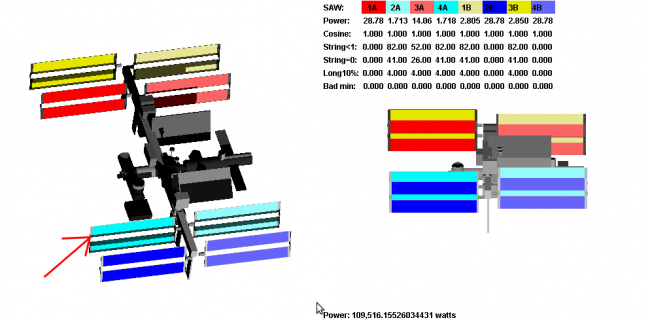 SAW: 1A 2A 3A 4A 1B 2B 3B 4B
Power: 28.78 1.713 14.06 1.718 2.805 28.78 2.850 28.78
Cosine: 1.000 1.000 1.000 1.000 1.000 1.000 1.000 1.000
String<1: 0.000 82.00 52.00 82.00 82.00 0.000 82.00 0.000
String=0: 0.000 41.00 26.00 41.00 41.00 0.000 41.00 0.000
Long10%: 0.000 4.000 4.000 4.000 4.000 0.000 4.000 0.000
Bad min: 0.000 0.000 0.000 0.000 0.000 0.000 0.000 0.000
Power: 109,516.15526034431 watts